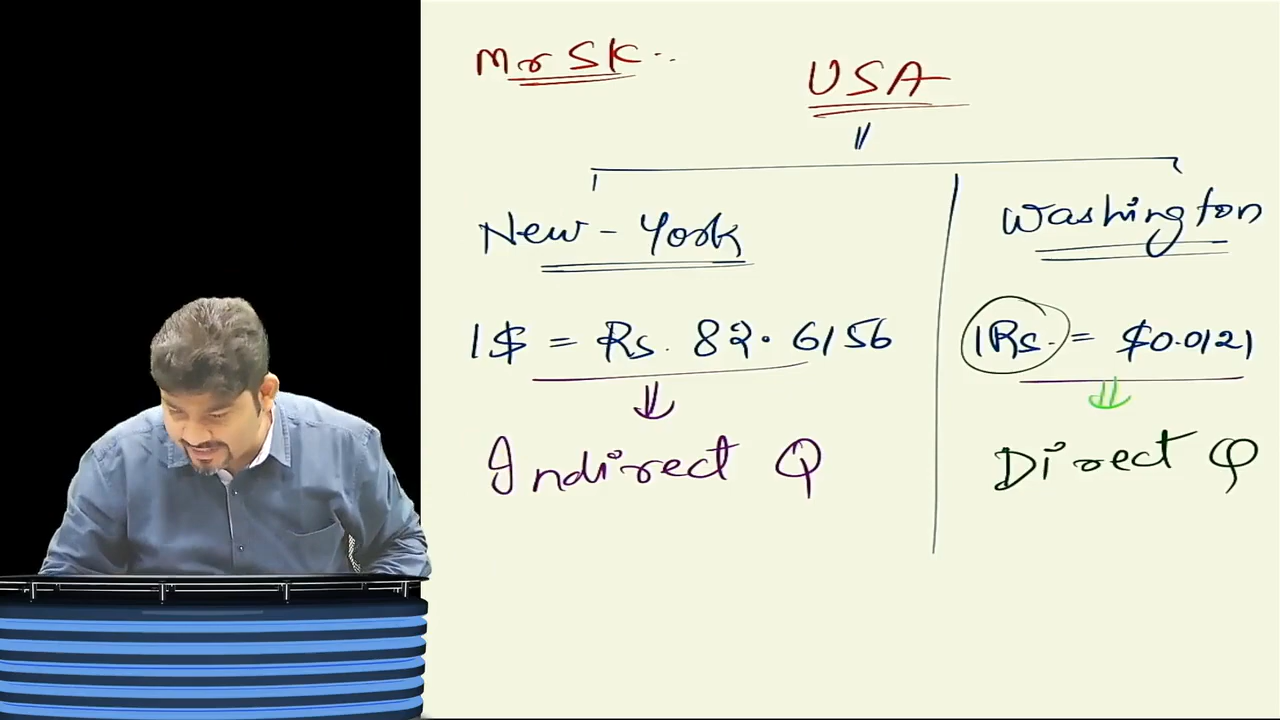 Mr SK..
USA
New-York
Washington
1$ = Rs. 82.6156
1Rs. = $0.0121
Indirect Q
Direct Q